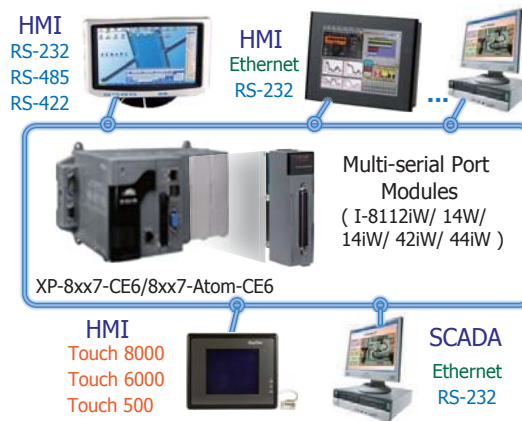 HMI
RS-232
RS-485
RS-422
HMI
Ethernet
RS-232
...
Multi-serial Port
Modules
( I-8112iW/ 14W/
14iW/ 42iW/ 44iW )
XP-8xx7-CE6/8xx7-Atom-CE6
HMI
Touch 8000
Touch 6000
Touch 500
SCADA
Ethernet
RS-232